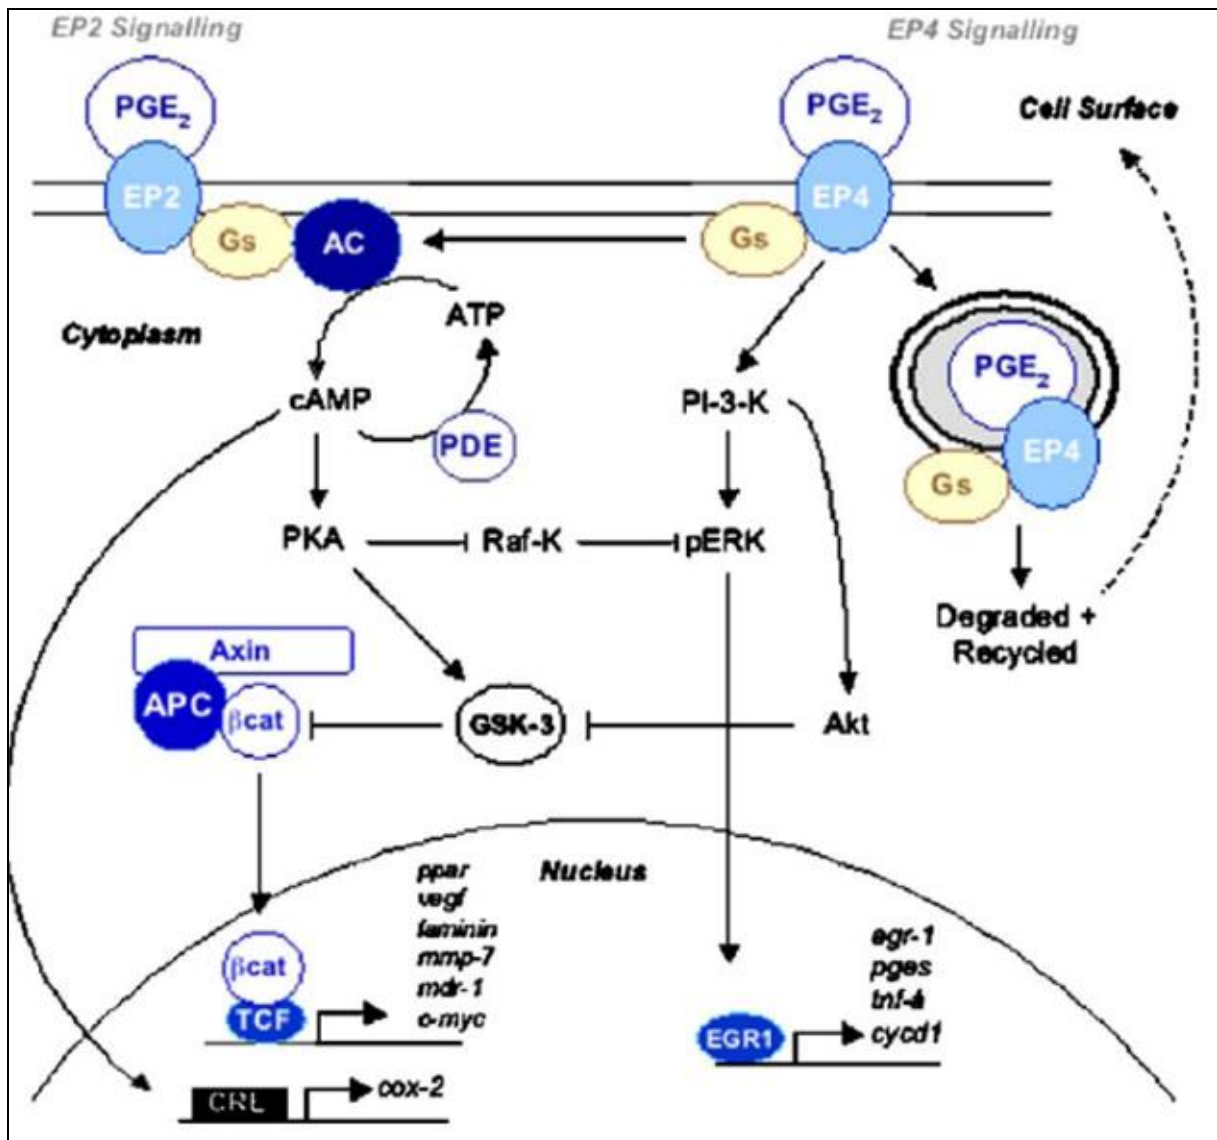 EP2 Signalling
EP4 Signalling
PGE2
PGE2
Cell Surface
EP2
EP4
Gs
AC
Gs
ATP
Cytoplasm
PGE2
cAMP
PI-3-K
PDE
EP4
Gs
PKA
Raf-K
pERK
Degraded +
Recycled
Axin
APC
βcat
GSK-3
Akt
Nucleus
ppar
vegf
laminin
mmp-7
mdr-1
c-myc
βcat
TCF
egr-1
pges
tnf-á
cycd1
EGR1
CRE
cox-2